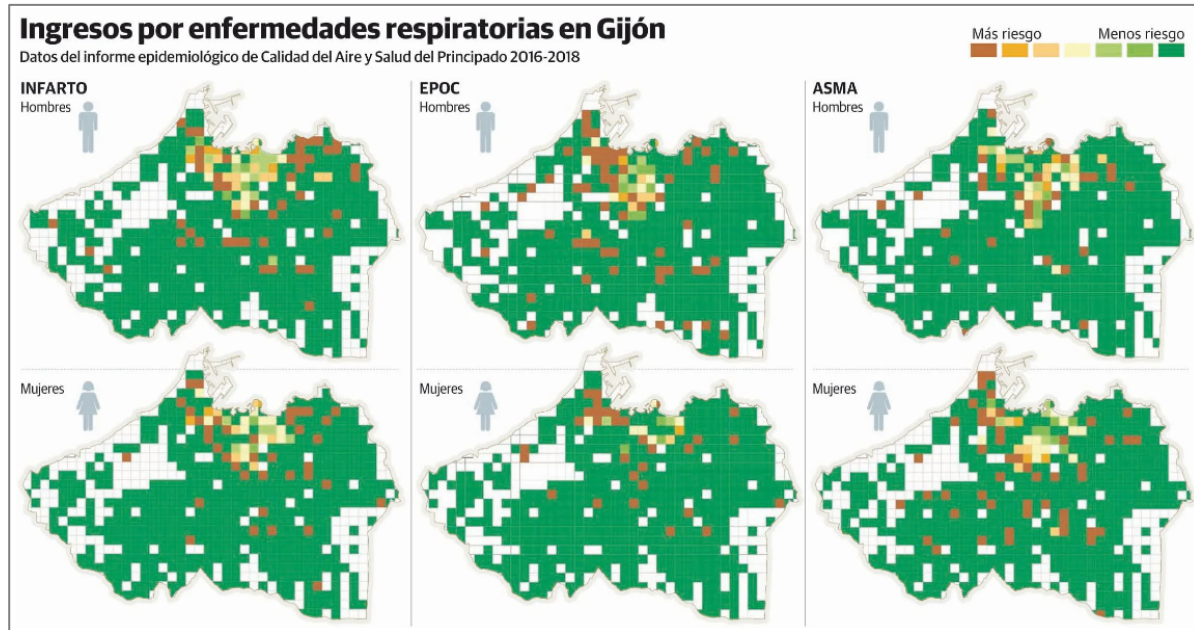 Ingresos por enfermedades respiratorias en Gijón
Datos del informe epidemiológico de Calidad del Aire y Salud del Principado 2016-2018
Más riesgo Menos riesgo
INFARTO
Hombres
EPOC
Hombres
ASMA
Hombres
Mujeres
Mujeres
Mujeres